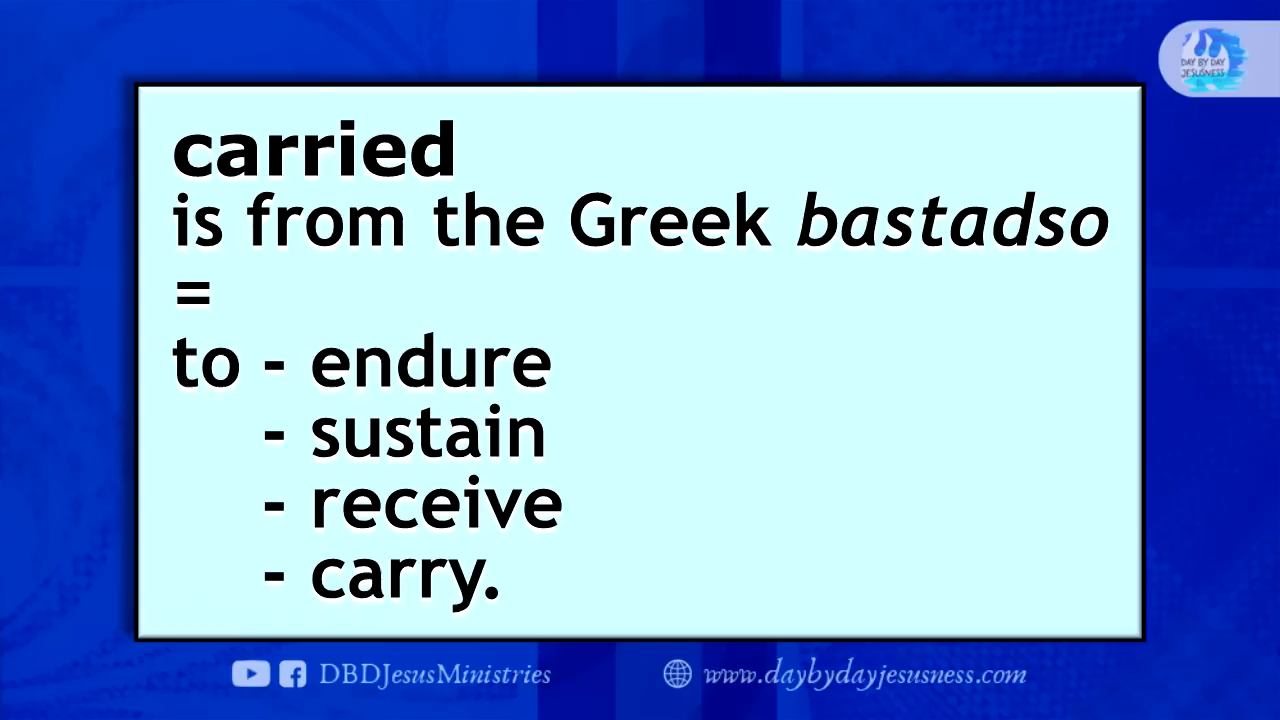 DAY BY DAY
JESUSNESS
carried
is from the Greek bastadso
=
to - endure
- sustain
- receive
- carry.
DBDJesusMinistries
www.daybydayjesusness.com